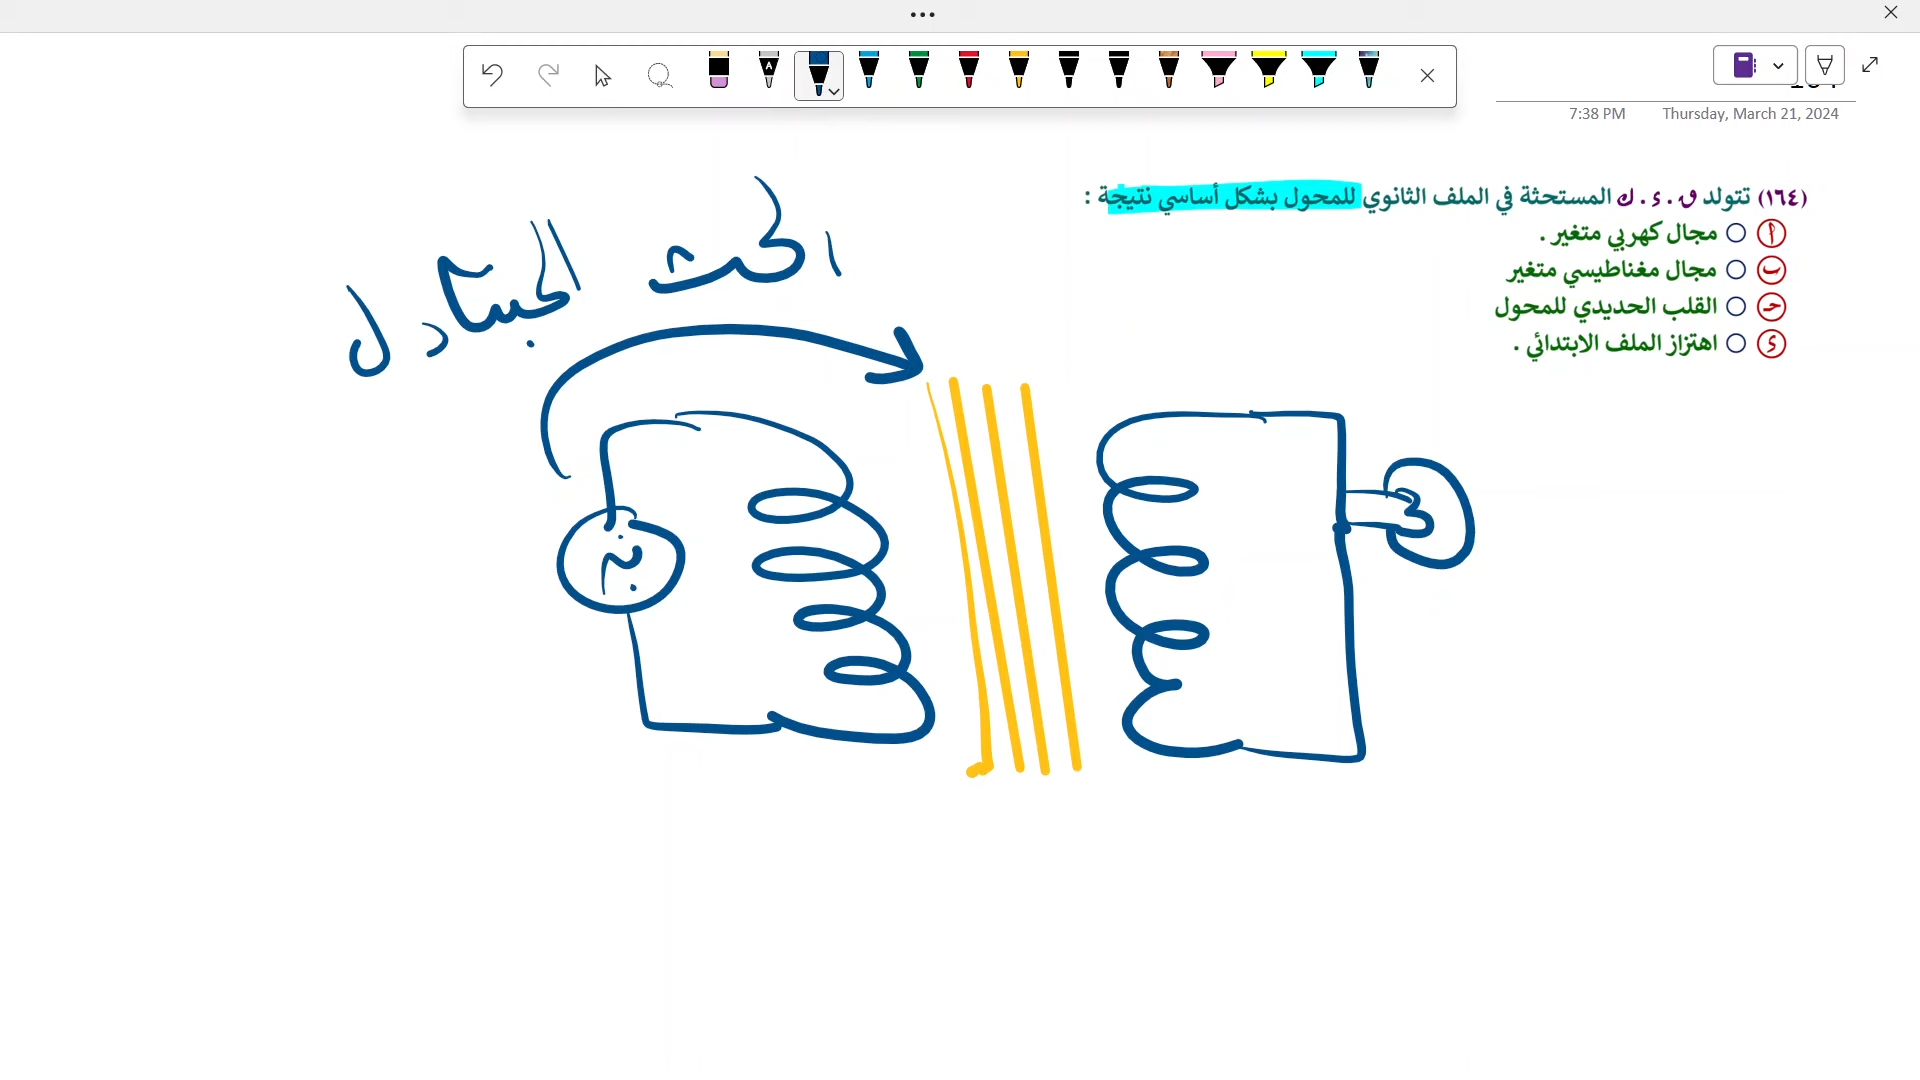 7:38 PM Thursday, March 21, 2024
(١٦٤) تتولد ق . ء . ك المستحثة في الملف الثانوي للمحول بشكل أساسي نتيجة :
أ مجال كهربي متغير .
ب مجال مغناطيسي متغير
جـ القلب الحديدي للمحول
ء اهتزاز الملف الابتدائي .
الحث المتبادل